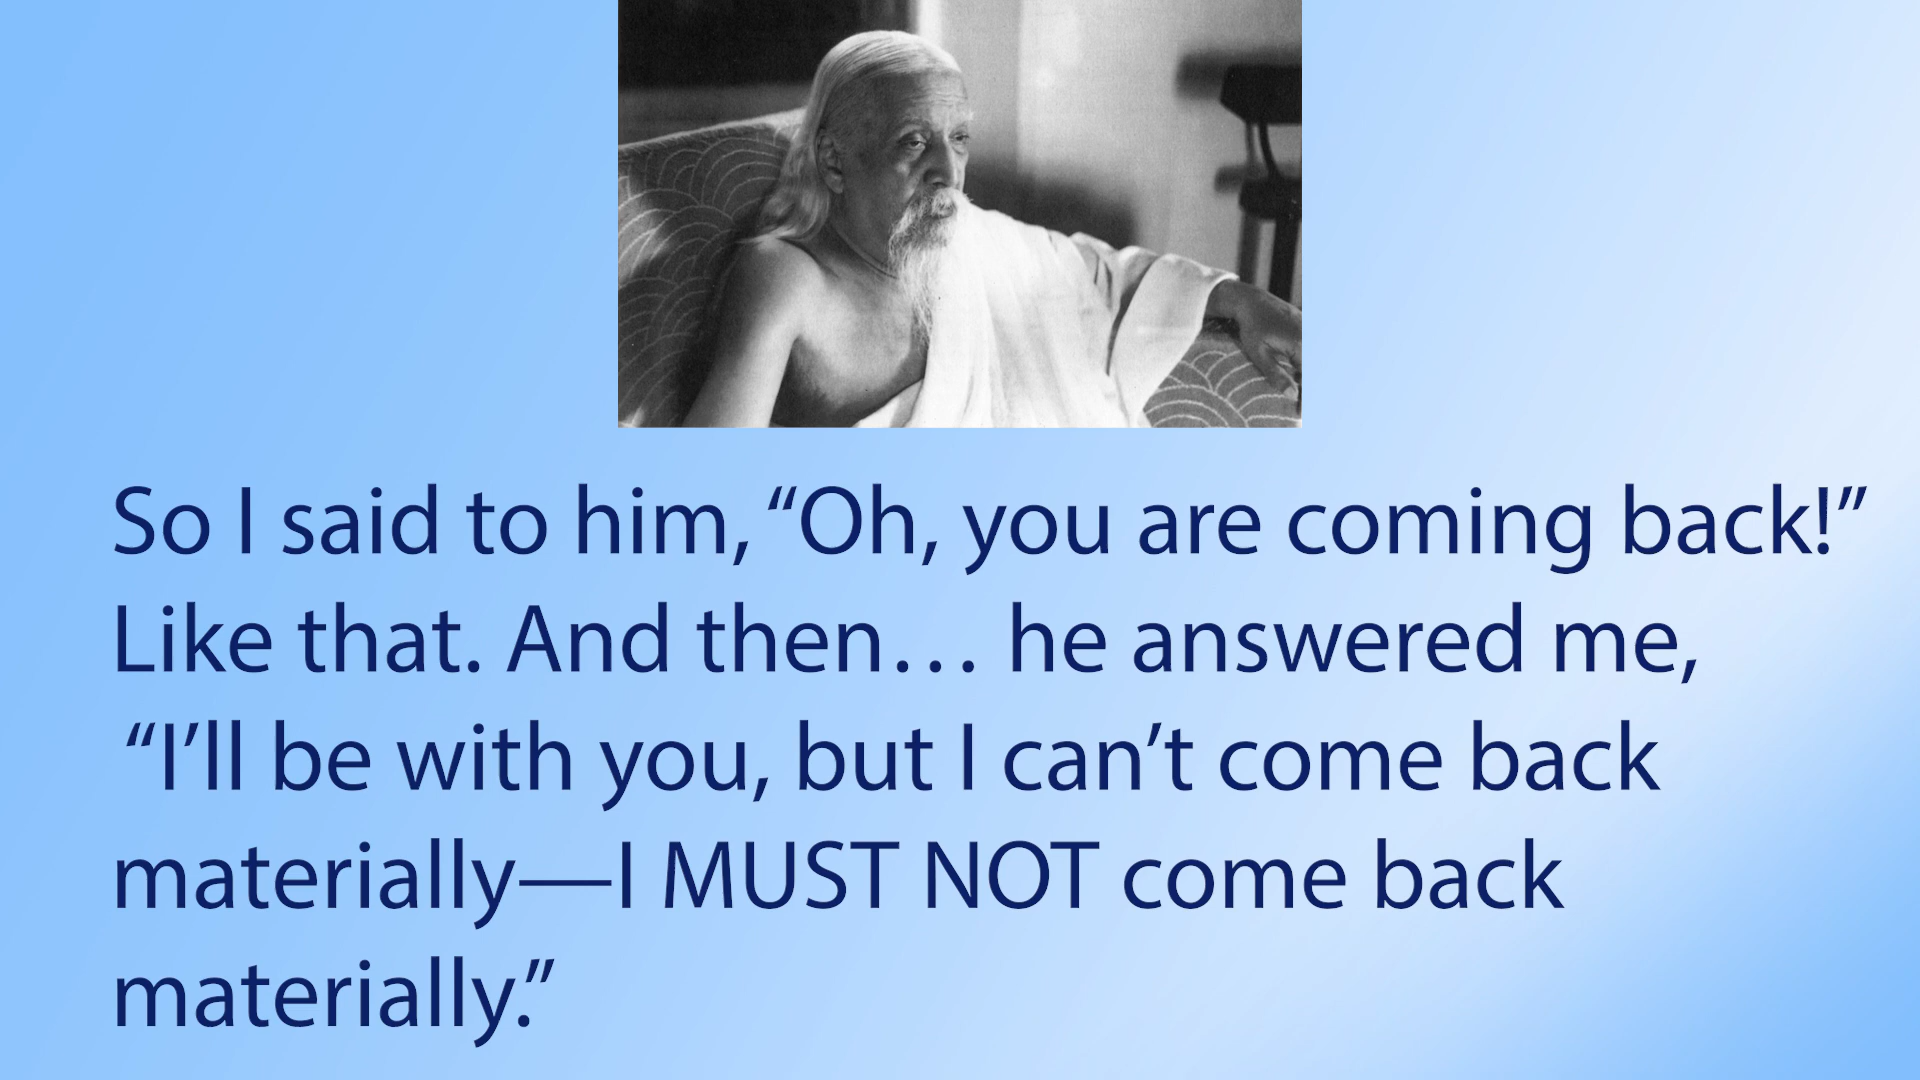 So I said to him, “Oh, you are coming back!”
Like that. And then… he answered me,
“I’ll be with you, but I can’t come back
materially—I MUST NOT come back
materially.”